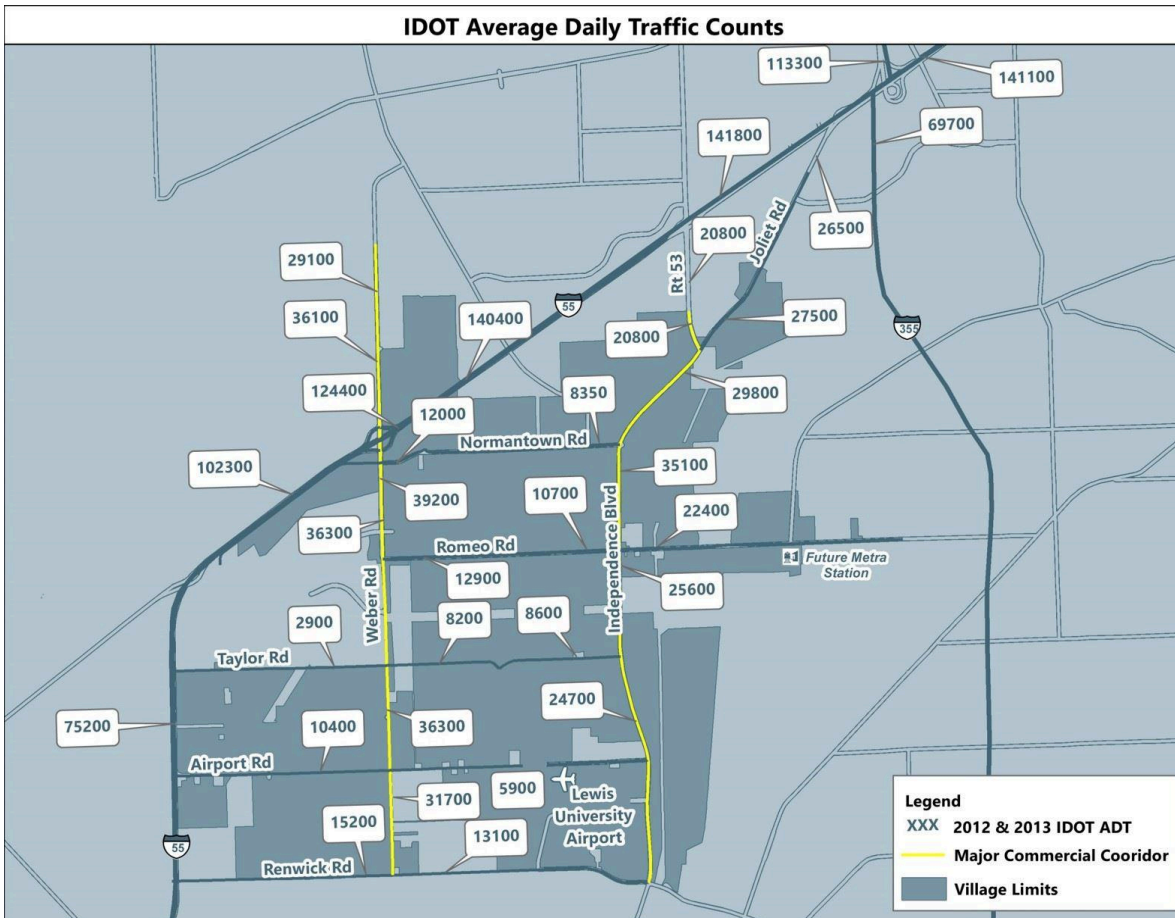 IDOT Average Daily Traffic Counts
113300
141100
141800
69700
26500
20800
Rt 53
Joliet Rd
29100
36100
140400
55
20800
27500
355
124400
12000
8350
29800
Normantown Rd
102300
39200
35100
10700
22400
36300
Romeo Rd
Independence Blvd
Future Metra
Station
12900
25600
Weber Rd
2900
8200
8600
Taylor Rd
75200
10400
36300
24700
Airport Rd
5900
Lewis
University
Airport
31700
15200
13100
55
Renwick Rd
Legend
XXX 2012 & 2013 IDOT ADT
Major Commercial Cooridor
Village Limits